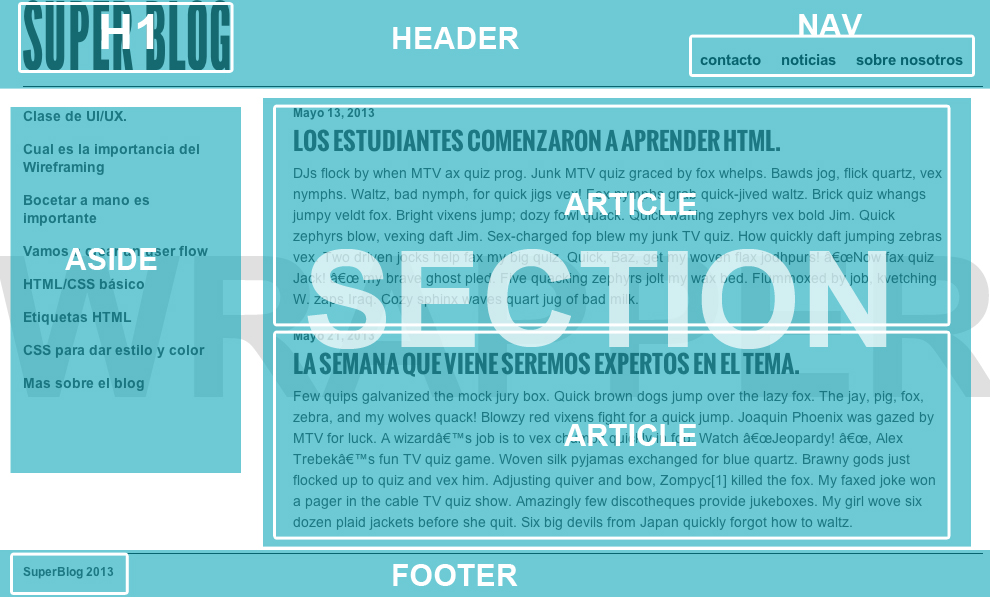 SUPER BLOG
H1
HEADER
NAV
contacto noticias sobre nosotros
Clase de UI/UX.
Cual es la importancia del
Wireframing
Bocetar a mano es
importante
Vamos user flow
ASIDE
HTML/CSS básico
Etiquetas HTML
CSS para dar estilo y color
Mas sobre el blog
WRAPPER
Mayo 13, 2013
LOS ESTUDIANTES COMENZARON A APRENDER HTML.
DJs flock by when MTV ax quiz prog. Junk MTV quiz graced by fox whelps. Bawds jog, flick quartz, vex
nymphs. Waltz, bad nymph, for quick jigs vex! Fox nymphs grab quick-jived waltz. Brick quiz whangs
ARTICLE
jumpy veldt fox. Bright vixens jump; dozy fowl quack. Quick wafting zephyrs vex bold Jim. Quick
zephyrs blow, vexing daft Jim. Sex-charged fop blew my junk TV quiz. How quickly daft jumping zebras
vex. Two driven jocks help fax my big quiz. Quick, Baz, get my woven flax jodhpurs! â€œNow fax quiz
Jack! â€œ my brave ghost pled. Five quacking zephyrs jolt my wax bed. Flummoxed by job, kvetching
W. zaps Iraq. Cozy sphinx waves quart jug of bad milk.
SECTION
Mayo 21, 2013
LA SEMANA QUE VIENE SEREMOS EXPERTOS EN EL TEMA.
Few quips galvanized the mock jury box. Quick brown dogs jump over the lazy fox. The jay, pig, fox,
zebra, and my wolves quack! Blowzy red vixens fight for a quick jump. Joaquin Phoenix was gazed by
MTV for luck. A wizardâ€™s job is to vex chumps quickly in fog. Watch â€œJeopardy! â€œ, Alex
ARTICLE
Trebekâ€™s fun TV quiz game. Woven silk pyjamas exchanged for blue quartz. Brawny gods just
flocked up to quiz and vex him. Adjusting quiver and bow, Zompyc[1] killed the fox. My faxed joke won
a pager in the cable TV quiz show. Amazingly few discotheques provide jukeboxes. My girl wove six
dozen plaid jackets before she quit. Six big devils from Japan quickly forgot how to waltz.
SuperBlog 2013
FOOTER